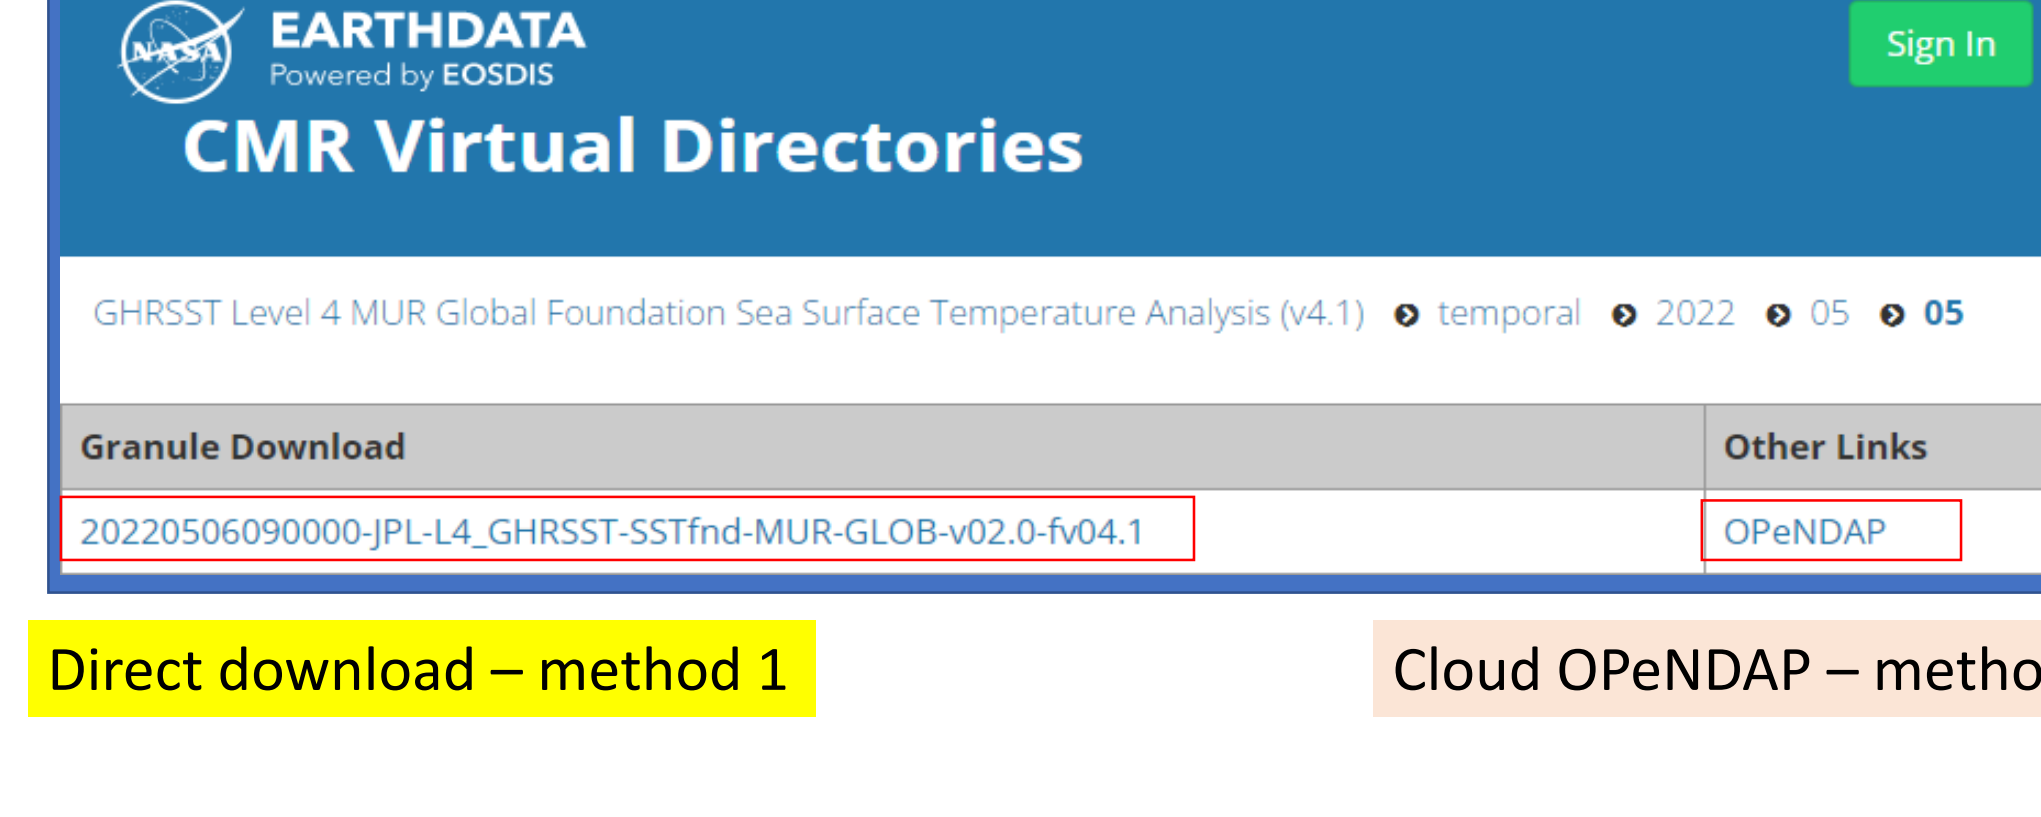 NASA
EARTHDATA
Powered by EOSDIS
Sign In
CMR Virtual Directories
GHRSST Level 4 MUR Global Foundation Sea Surface Temperature Analysis (v4.1) temporal 2022 05 05
Granule Download Other Links
20220506090000-JPL-L4_GHRSST-SSTfnd-MUR-GLOB-v02.0-fv04.1 OPeNDAP
Direct download – method 1 Cloud OPeNDAP – metho